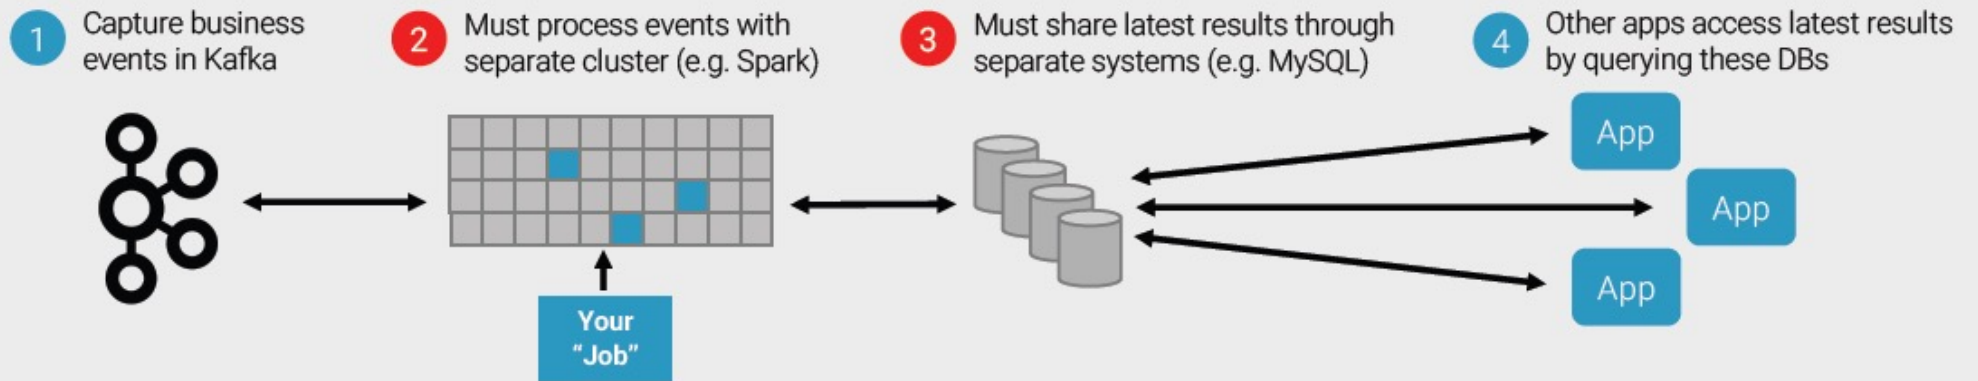 1
Capture business
events in Kafka
2
Must process events with
separate cluster (e.g. Spark)
3
Must share latest results through
separate systems (e.g. MySQL)
4
Other apps access latest results
by querying these DBs
App
App
App
Your
“Job”